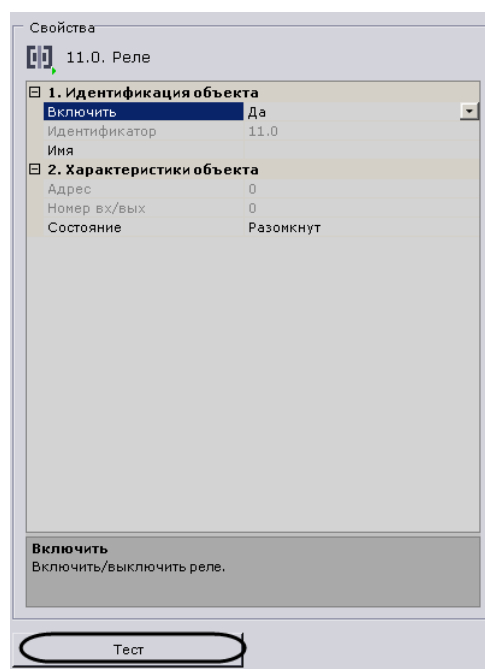 Свойства
11.0. Реле
1. Идентификация объекта
Включить Да
Идентификатор 11.0
Имя
2. Характеристики объекта
Адрес 0
Номер вх/вых 0
Состояние Разомкнут
Включить
Включить/выключить реле.
Тест